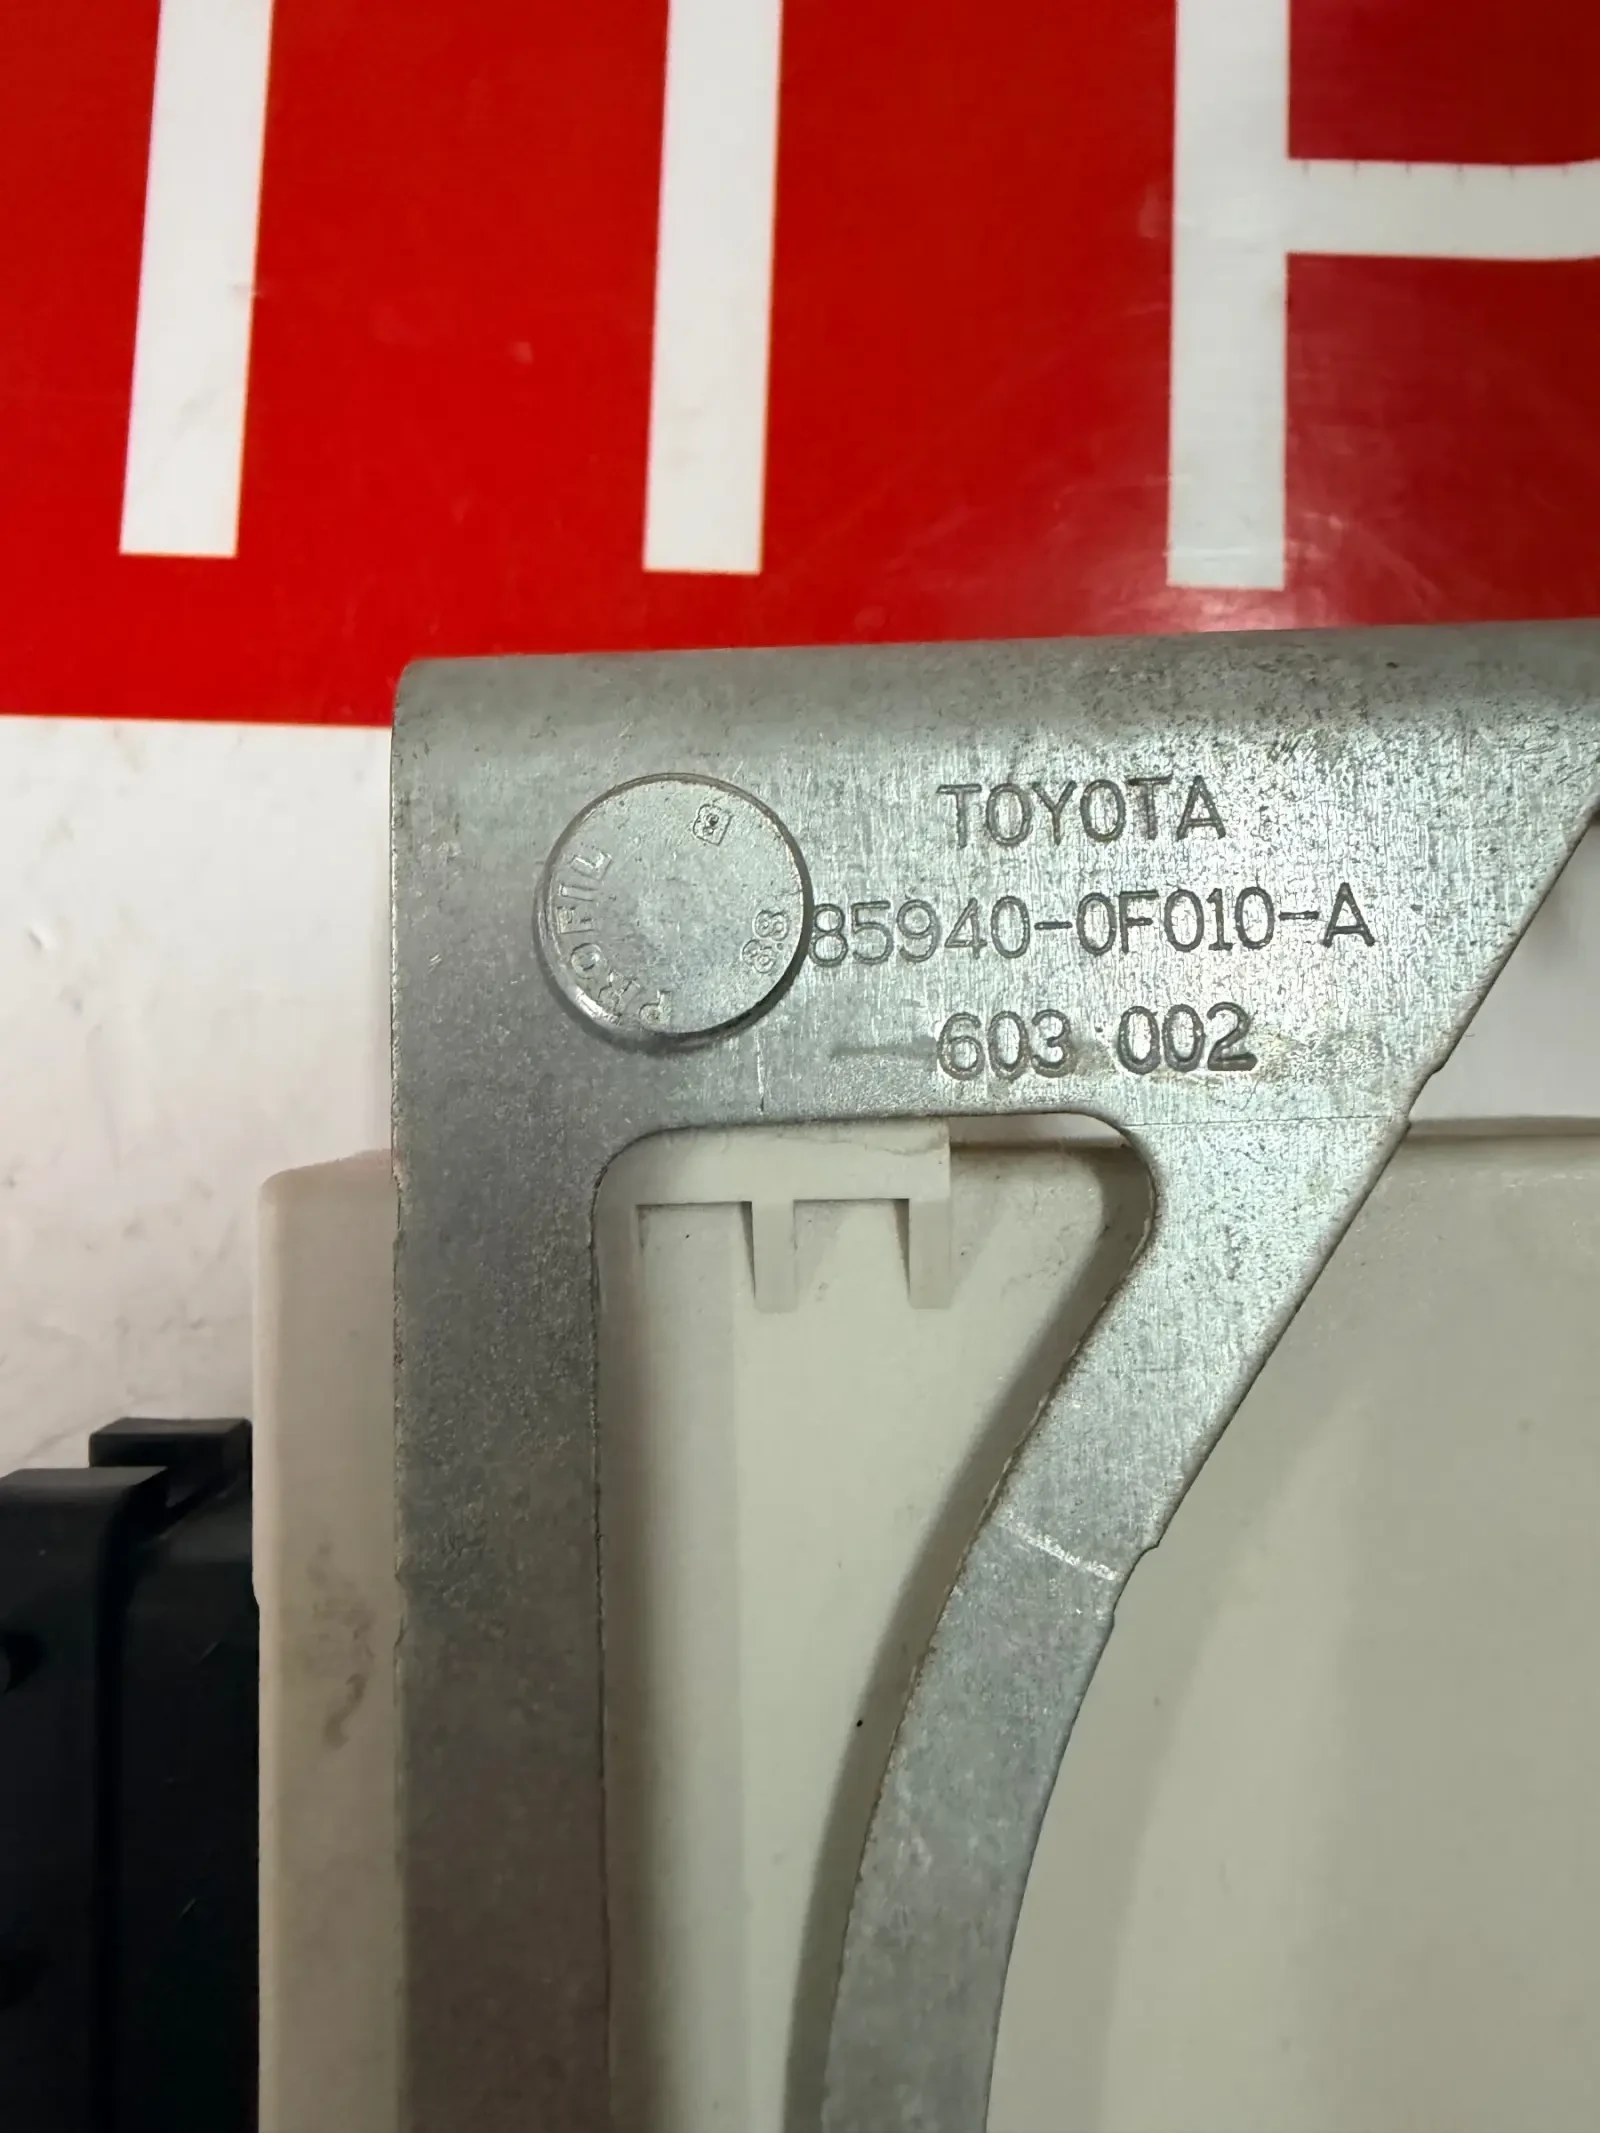 TOYOTA
85940-0F010-A
603 002
PROFIL
8.8